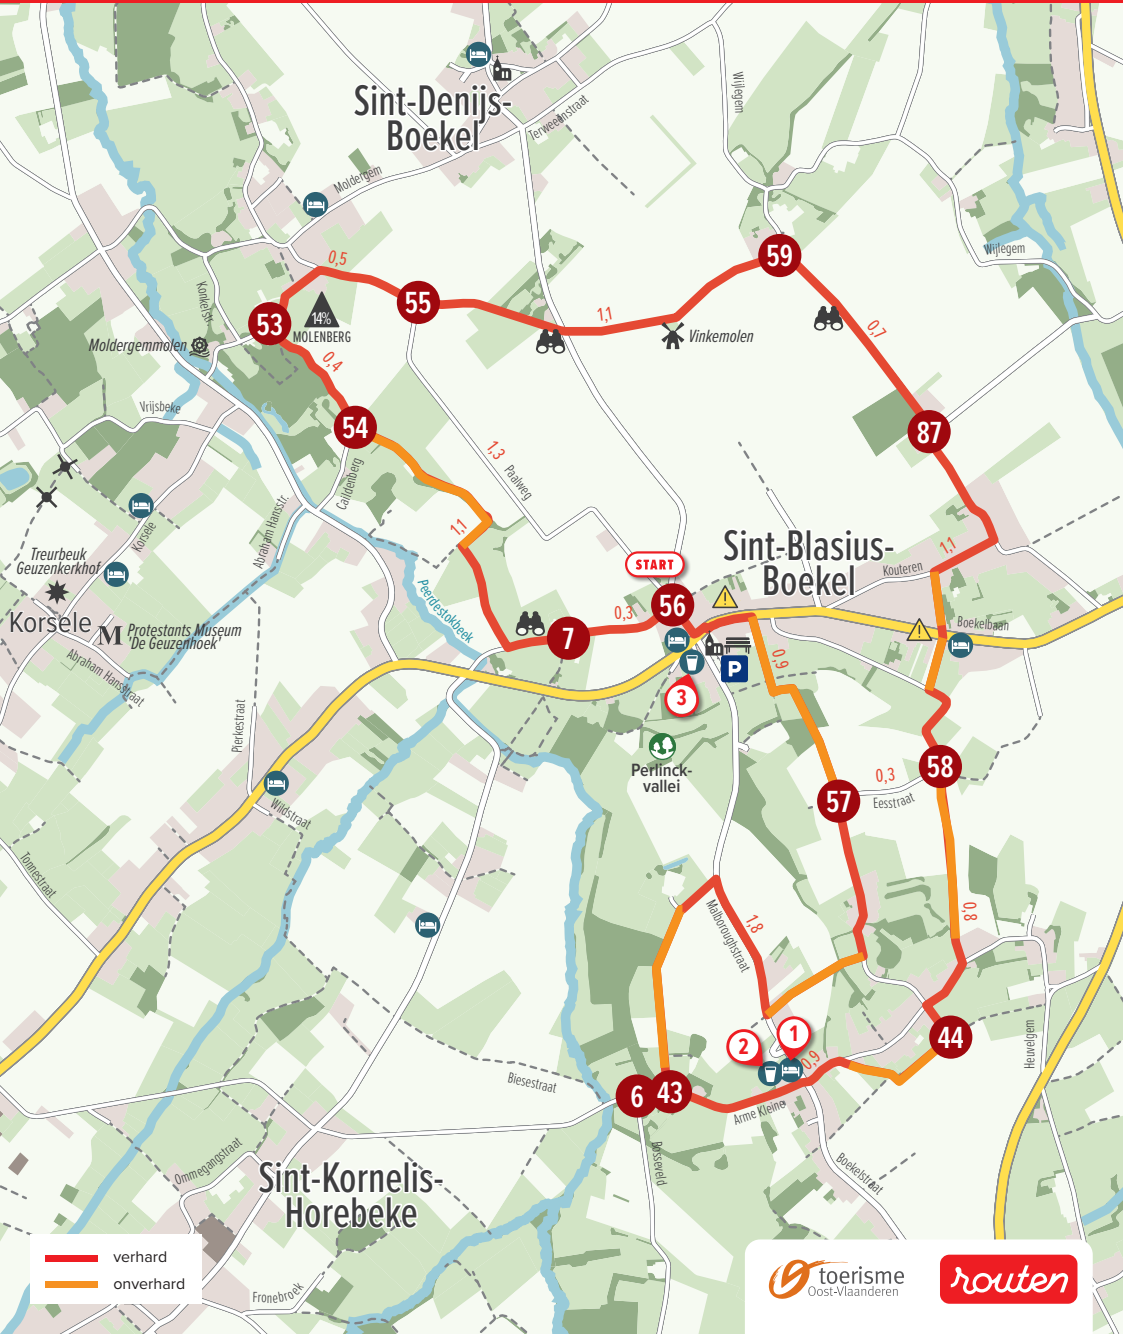 Sint-Denijs-
Boekel
Terweenstraat
Wijlegem
Moldergem
Wijlegem
Konkelstr.
0,5
55
59
53
14%
MOLENBERG
1,1
Vinkemolen
0,7
Moldergemmolen
0,4
Vrijsbeke
54
87
1,3
Paalweg
Caildenberg
Abraham Hansstr.
Korsele
1,1
Sint-Blasius-
Boekel
1,1
Kouteren
START
Treurbeuk
Geuzenkerkhof
Peerdestokbeek
0,3
56
Korsele
M
Protestants Museum
'De Geuzenhoek'
7
Boekelbaan
P
0,9
3
Abraham Hansstraat
Pierkestraat
Perlinck-
vallei
58
0,3
57
Eesstraat
Wildstraat
Tonnestraat
Malboroughstraat
1,8
0,8
Heuvelgem
2
1
44
0,9
6
43
Arme Kleine
Biesestraat
Bosseveld
Boekelstraat
Ommegangstraat
Sint-Kornelis-
Horebeke
Fronebroek
verhard
onverhard
toerisme
Oost-Vlaanderen
routen